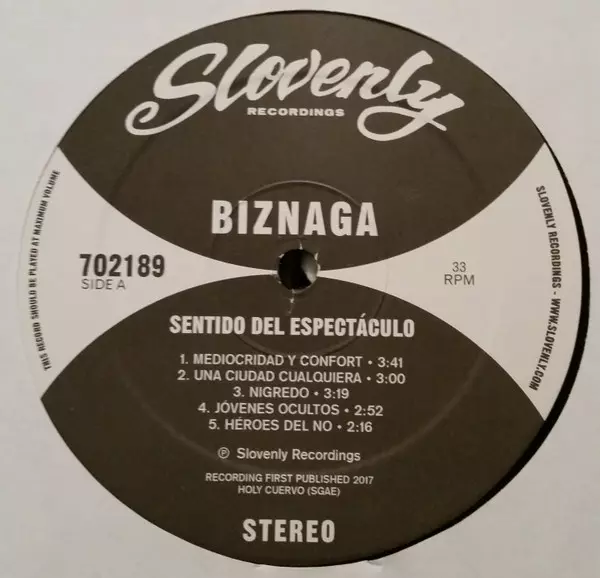 Slovenly
RECORDINGS
BIZNAGA
THIS RECORD SHOULD BE PLAYED AT MAXIMUM VOLUME
702189
SIDE A
33
RPM
SLOVENLY RECORDINGS - WWW.SLOVENLY.COM
SENTIDO DEL ESPECTÁCULO
1. MEDIOCRIDAD Y CONFORT • 3:41
2. UNA CIUDAD CUALQUIERA • 3:00
3. NIGREDO • 3:19
4. JÓVENES OCULTOS • 2:52
5. HÉROES DEL NO • 2:16
℗ Slovenly Recordings
RECORDING FIRST PUBLISHED 2017
HOLY CUERVO (SGAE)
STEREO